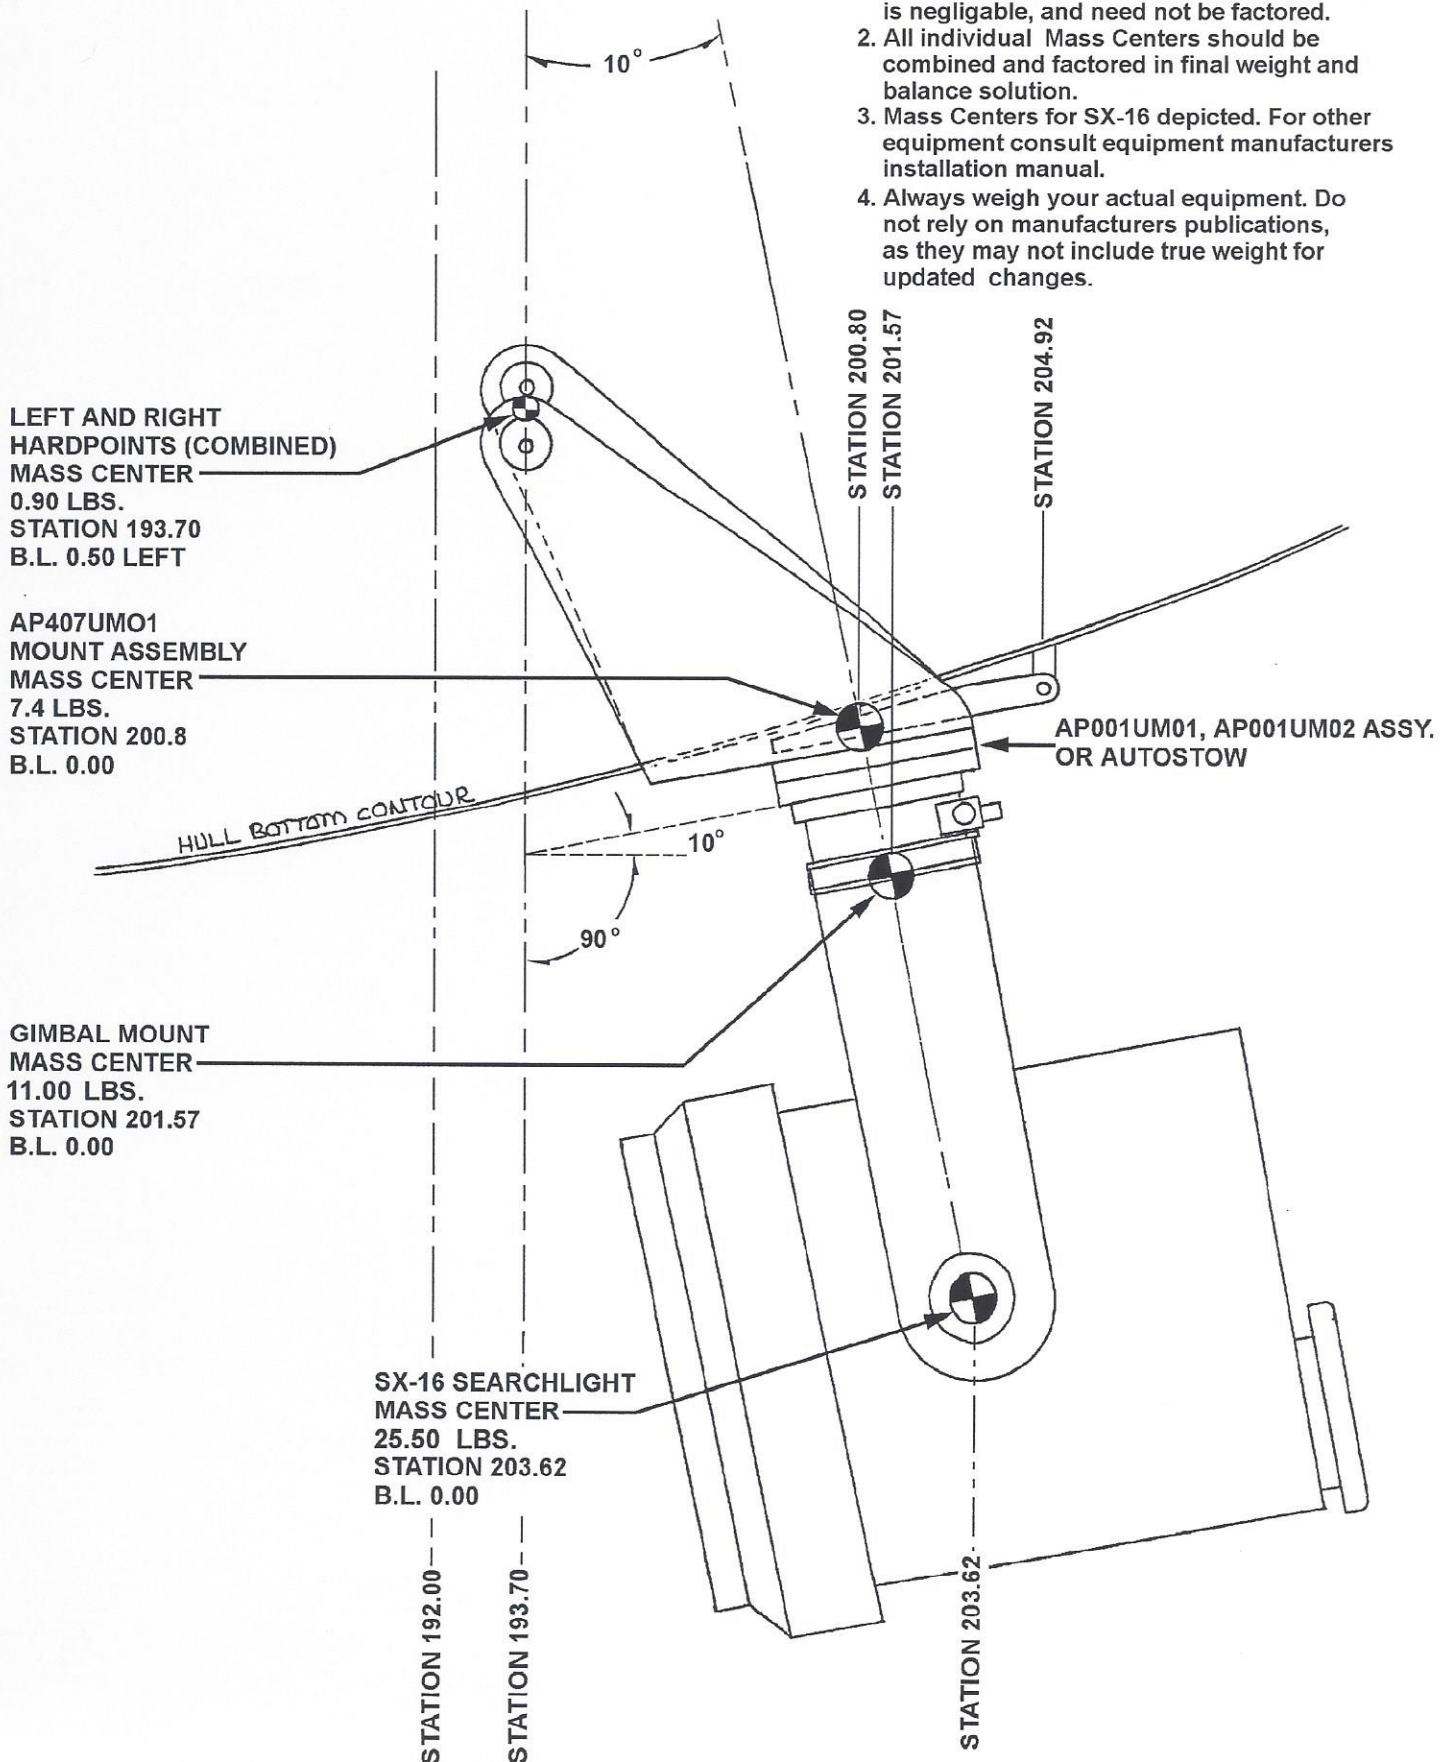 is negligable, and need not be factored.
2. All individual Mass Centers should be
combined and factored in final weight and
balance solution.
3. Mass Centers for SX-16 depicted. For other
equipment consult equipment manufacturers
installation manual.
4. Always weigh your actual equipment. Do
not rely on manufacturers publications,
as they may not include true weight for
updated changes.
10°
STATION 200.80
STATION 201.57
STATION 204.92
LEFT AND RIGHT
HARDPOINTS (COMBINED)
MASS CENTER
0.90 LBS.
STATION 193.70
B.L. 0.50 LEFT
AP407UMO1
MOUNT ASSEMBLY
MASS CENTER
7.4 LBS.
STATION 200.8
B.L. 0.00
AP001UM01, AP001UM02 ASSY.
OR AUTOSTOW
HULL BOTTOM CONTOUR
10°
90°
GIMBAL MOUNT
MASS CENTER
11.00 LBS.
STATION 201.57
B.L. 0.00
SX-16 SEARCHLIGHT
MASS CENTER
25.50 LBS.
STATION 203.62
B.L. 0.00
STATION 192.00
STATION 193.70
STATION 203.62